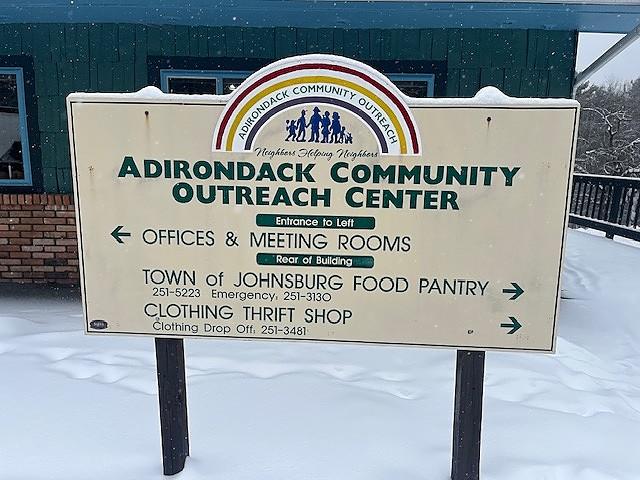 ADIRONDACK COMMUNITY OUTREACH
Neighbors Helping Neighbors
ADIRONDACK COMMUNITY
OUTREACH CENTER
Entrance to Left
← OFFICES & MEETING ROOMS
Rear of Building
TOWN of JOHNSBURG FOOD PANTRY →
251-5223 Emergency, 251-3130
CLOTHING THRIFT SHOP →
Clothing Drop Off, 251-3481